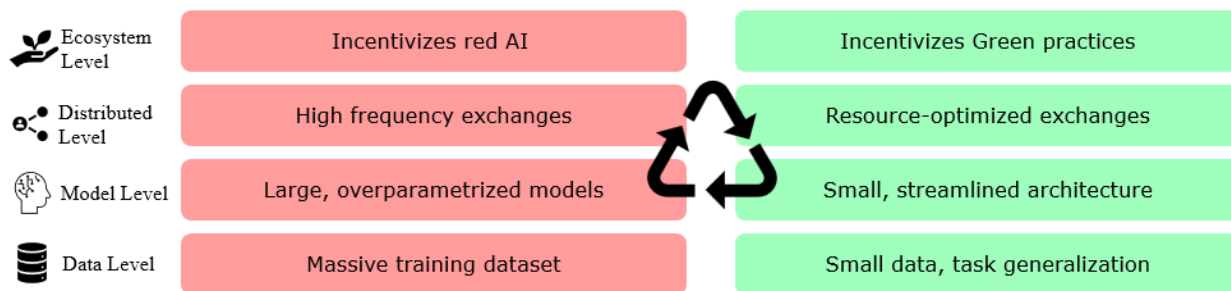 Ecosystem
Level
Incentivizes red AI
Incentivizes Green practices
Distributed
Level
High frequency exchanges
Resource-optimized exchanges
Model Level
Large, overparametrized models
Small, streamlined architecture
Data Level
Massive training dataset
Small data, task generalization